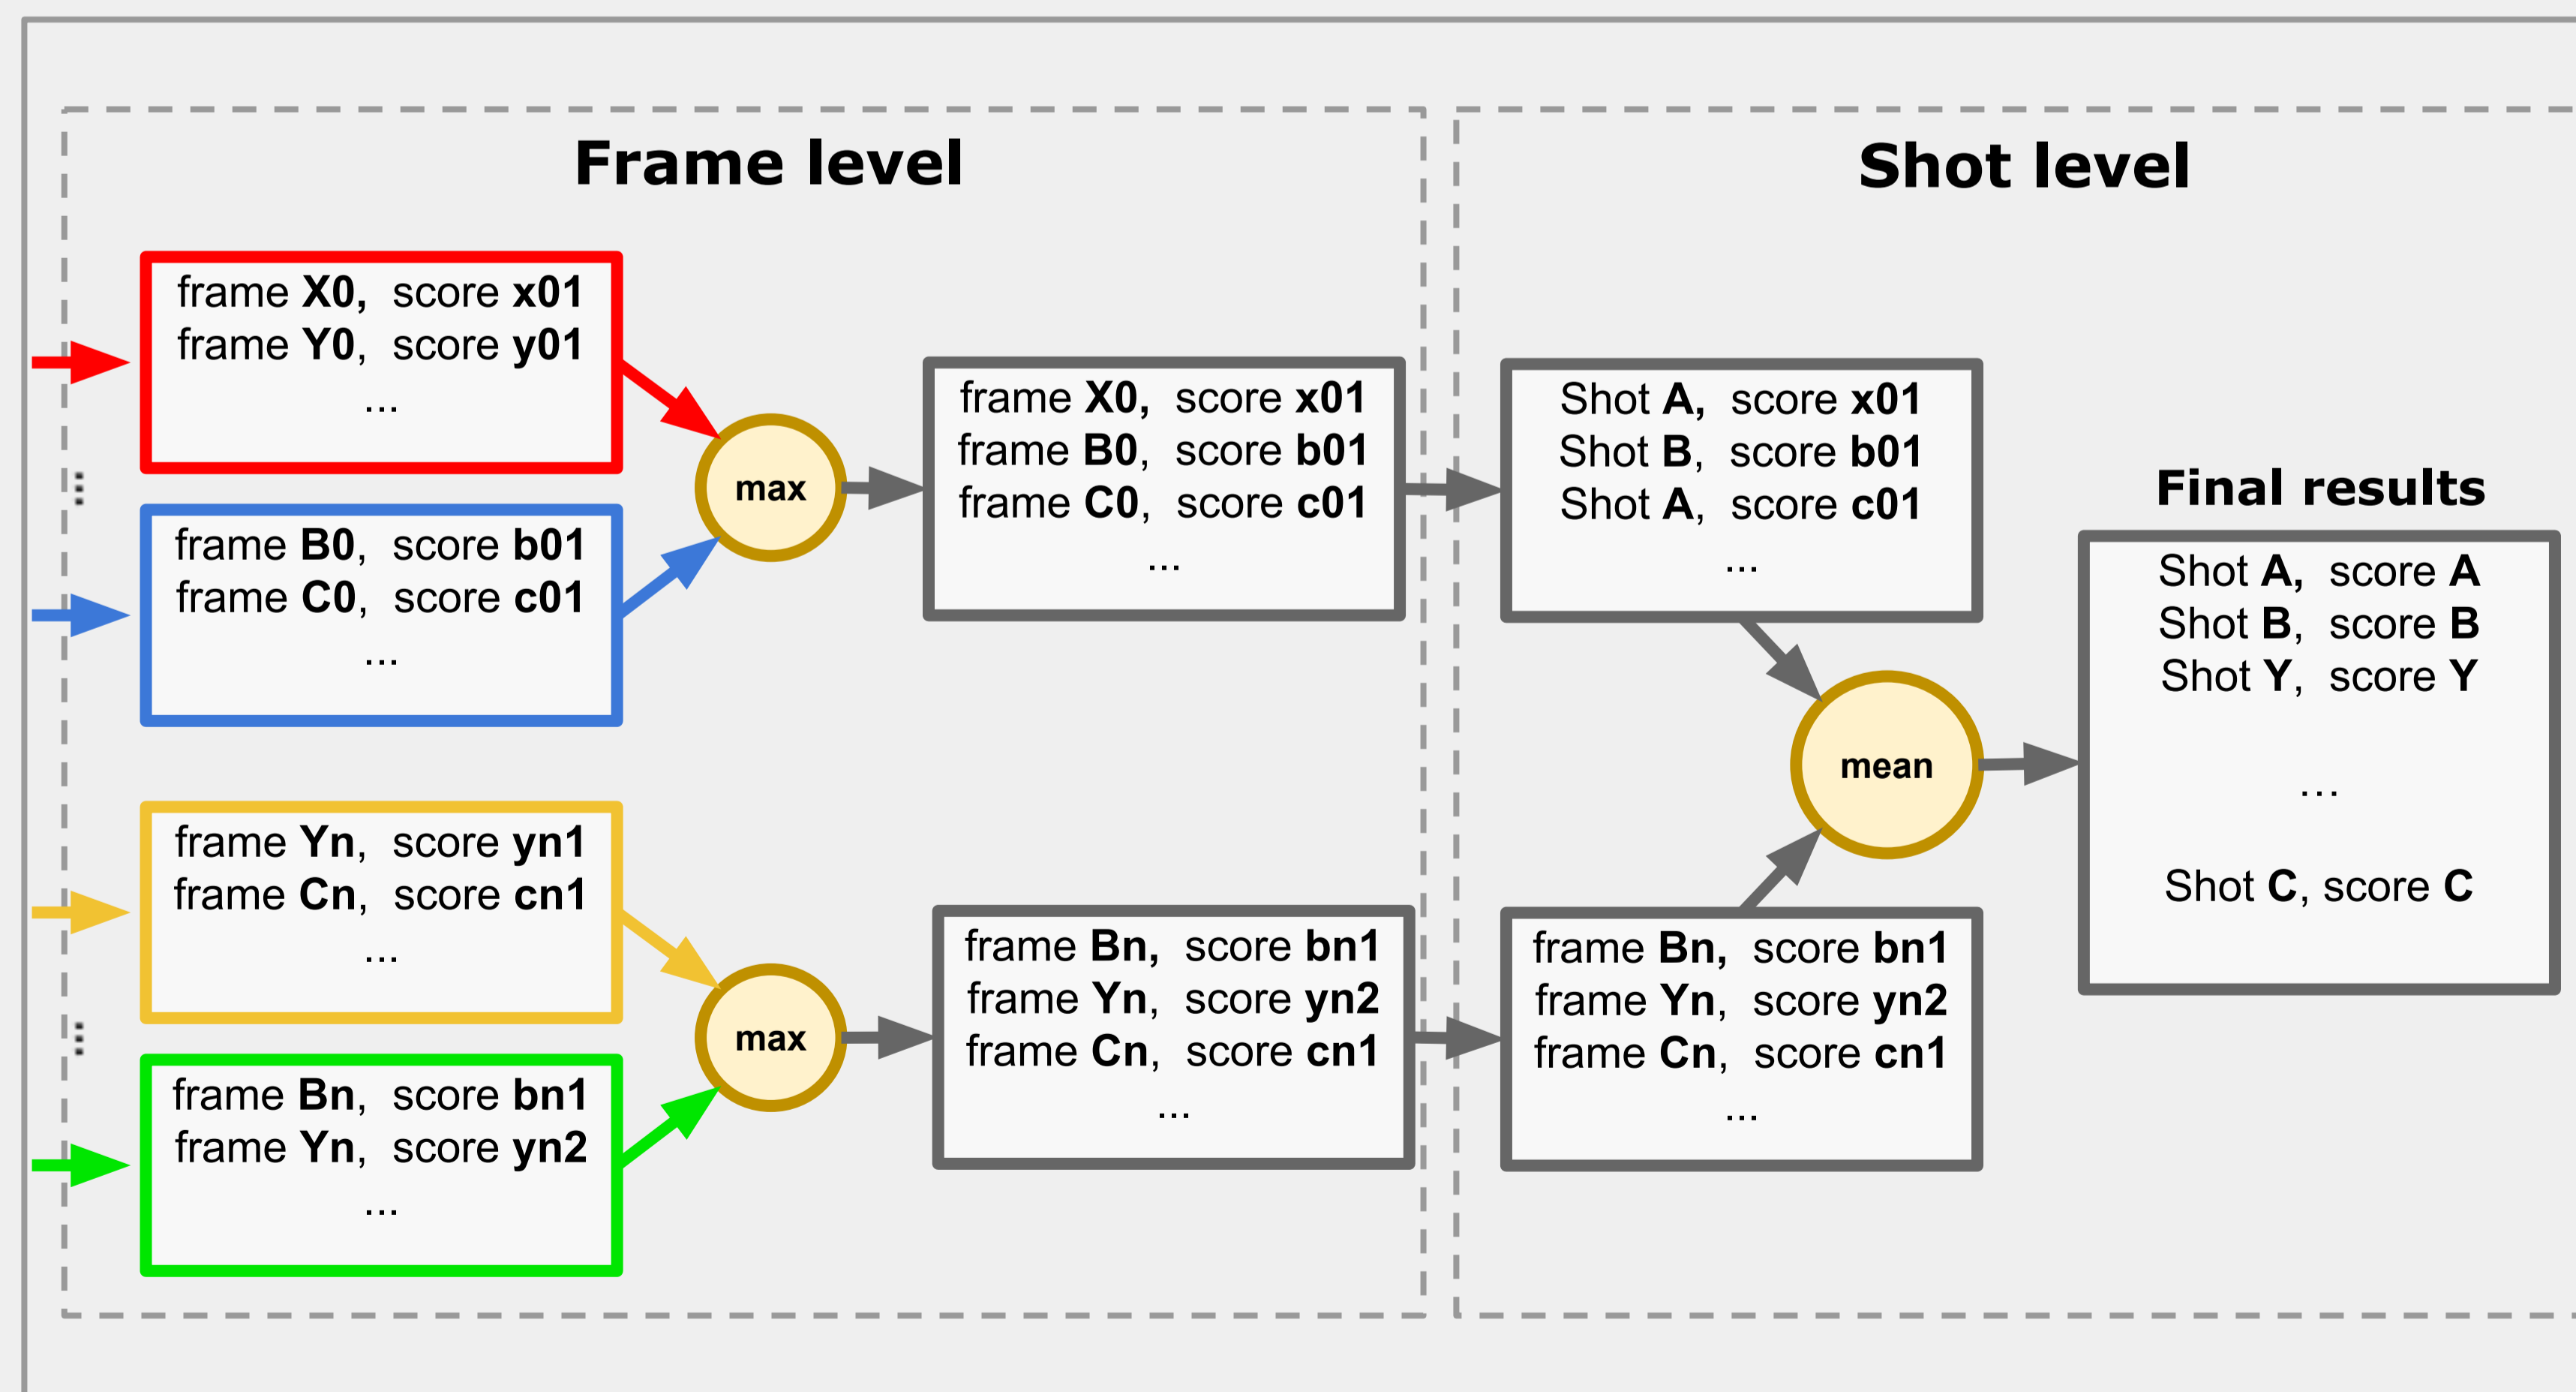 Frame level
frame X0, score x01
frame Y0, score y01
...
...
frame B0, score b01
frame C0, score c01
...
max
frame X0, score x01
frame B0, score b01
frame C0, score c01
...
frame Yn, score yn1
frame Cn, score cn1
...
...
frame Bn, score bn1
frame Yn, score yn2
...
max
frame Bn, score bn1
frame Yn, score yn2
frame Cn, score cn1
...
Shot level
Shot A, score x01
Shot B, score b01
Shot A, score c01
...
frame Bn, score bn1
frame Yn, score yn2
frame Cn, score cn1
...
mean
Final results
Shot A, score A
Shot B, score B
Shot Y, score Y
...
Shot C, score C